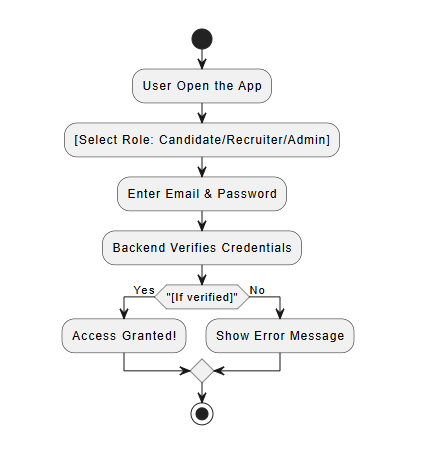 User Open the App
[Select Role: Candidate/Recruiter/Admin]
Enter Email & Password
Backend Verifies Credentials
Yes
"[If verified]"
No
Access Granted!
Show Error Message